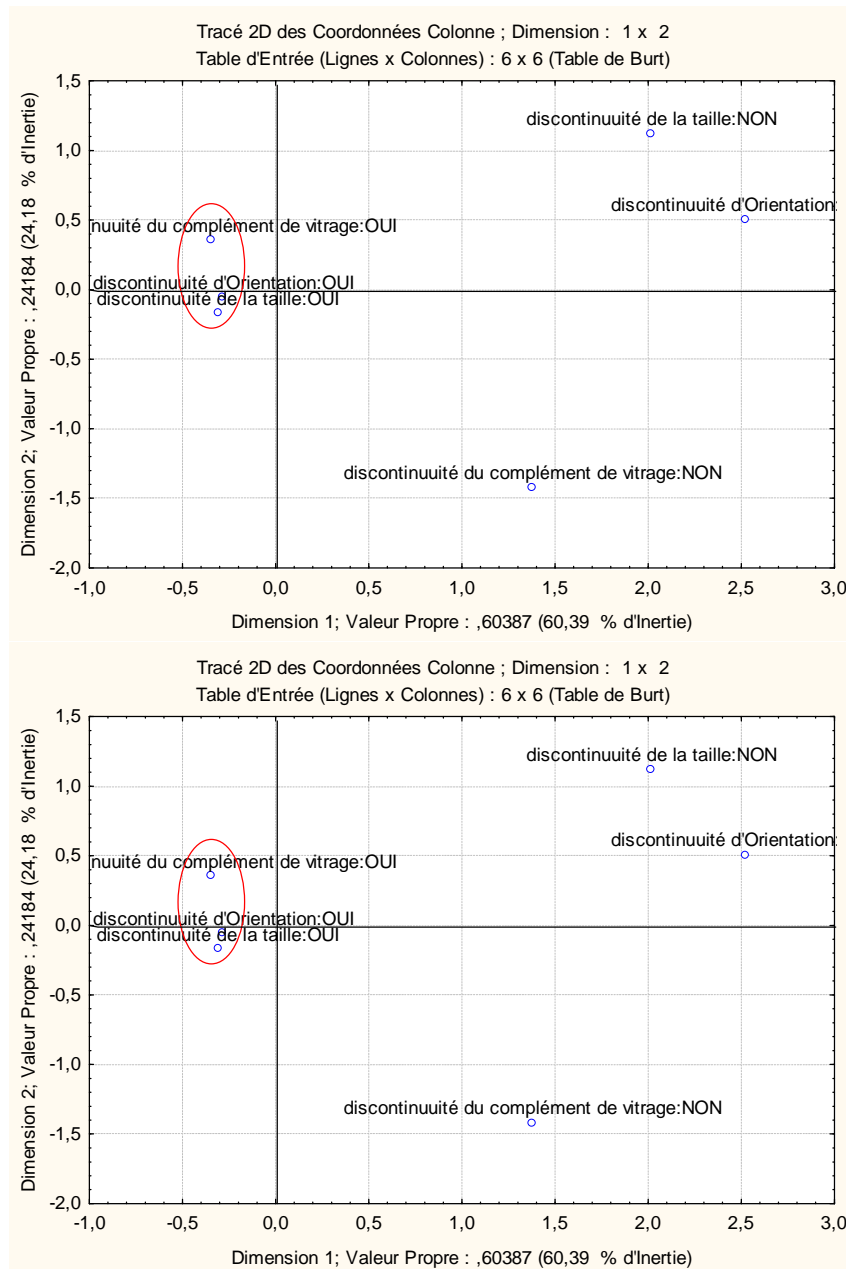 Tracé 2D des Coordonnées Colonne ; Dimension : 1 x 2
Table d'Entrée (Lignes x Colonnes) : 6 x 6 (Table de Burt)
Dimension 2; Valeur Propre : ,24184 (24,18 % d'Inertie)
1,5
1,0
0,5
0,0
-0,5
-1,0
-1,5
-2,0
discontinuuité de la taille:NON
discontinuuité d'Orientation:
nuuité du complément de vitrage:OUI
discontinuuité d'Orientation:OUI
discontinuuité de la taille:OUI
discontinuuité du complément de vitrage:NON
-1,0 -0,5 0,0 0,5 1,0 1,5 2,0 2,5 3,0
Dimension 1; Valeur Propre : ,60387 (60,39 % d'Inertie)
Tracé 2D des Coordonnées Colonne ; Dimension : 1 x 2
Table d'Entrée (Lignes x Colonnes) : 6 x 6 (Table de Burt)
Dimension 2; Valeur Propre : ,24184 (24,18 % d'Inertie)
1,5
1,0
0,5
0,0
-0,5
-1,0
-1,5
-2,0
discontinuuité de la taille:NON
discontinuuité d'Orientation:
nuuité du complément de vitrage:OUI
discontinuuité d'Orientation:OUI
discontinuuité de la taille:OUI
discontinuuité du complément de vitrage:NON
-1,0 -0,5 0,0 0,5 1,0 1,5 2,0 2,5 3,0
Dimension 1; Valeur Propre : ,60387 (60,39 % d'Inertie)